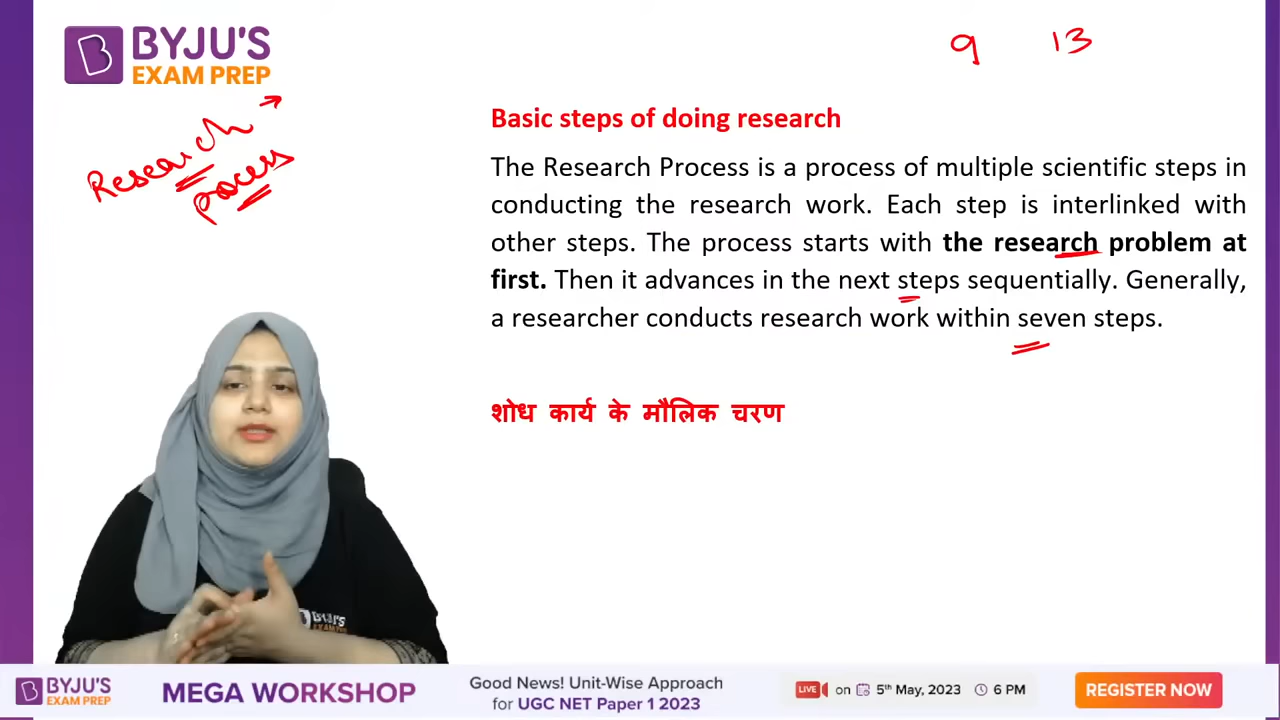 BYJU'S
EXAM PREP
9 13
Research →
process
Basic steps of doing research
The Research Process is a process of multiple scientific steps in
conducting the research work. Each step is interlinked with
other steps. The process starts with the research problem at
first. Then it advances in the next steps sequentially. Generally,
a researcher conducts research work within seven steps.
शोध कार्य के मौलिक चरण
BYJU'S
EXAM PREP
BYJU'S
EXAM PREP
MEGA WORKSHOP
Good News! Unit-Wise Approach
for UGC NET Paper 1 2023
LIVE on 5th May, 2023 6 PM
REGISTER NOW